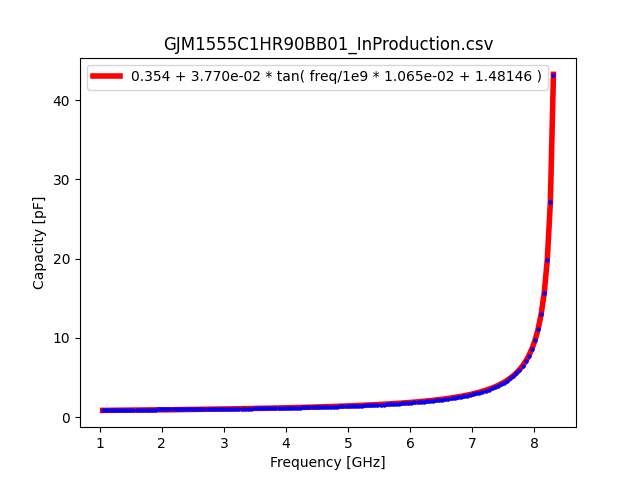 GJM1555C1HR90BB01_InProduction.csv
0.354 + 3.770e-02 * tan( freq/1e9 * 1.065e-02 + 1.48146 )
Capacity [pF]
40
30
20
10
0
1 2 3 4 5 6 7 8
Frequency [GHz]